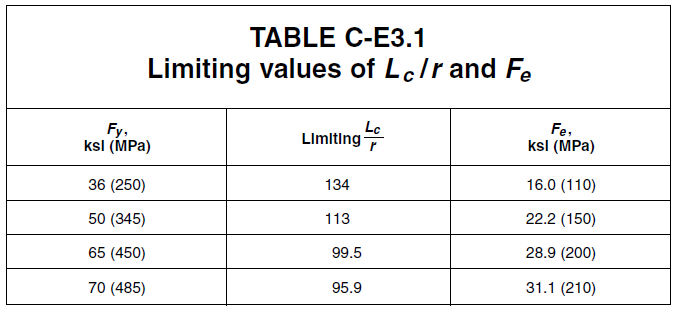 TABLE C-E3.1
Limiting values of Lc/r and Fe
Fy, Limiting Lc/r Fe,
ksi (MPa) ksi (MPa)
36 (250) 134 16.0 (110)
50 (345) 113 22.2 (150)
65 (450) 99.5 28.9 (200)
70 (485) 95.9 31.1 (210)